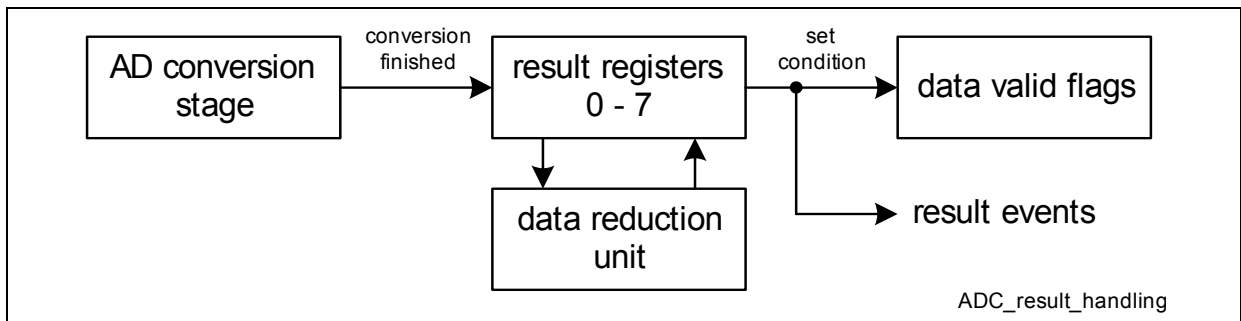 AD conversion
stage
conversion
finished
result registers
0 - 7
set
condition
data valid flags
data reduction
unit
result events
ADC_result_handling